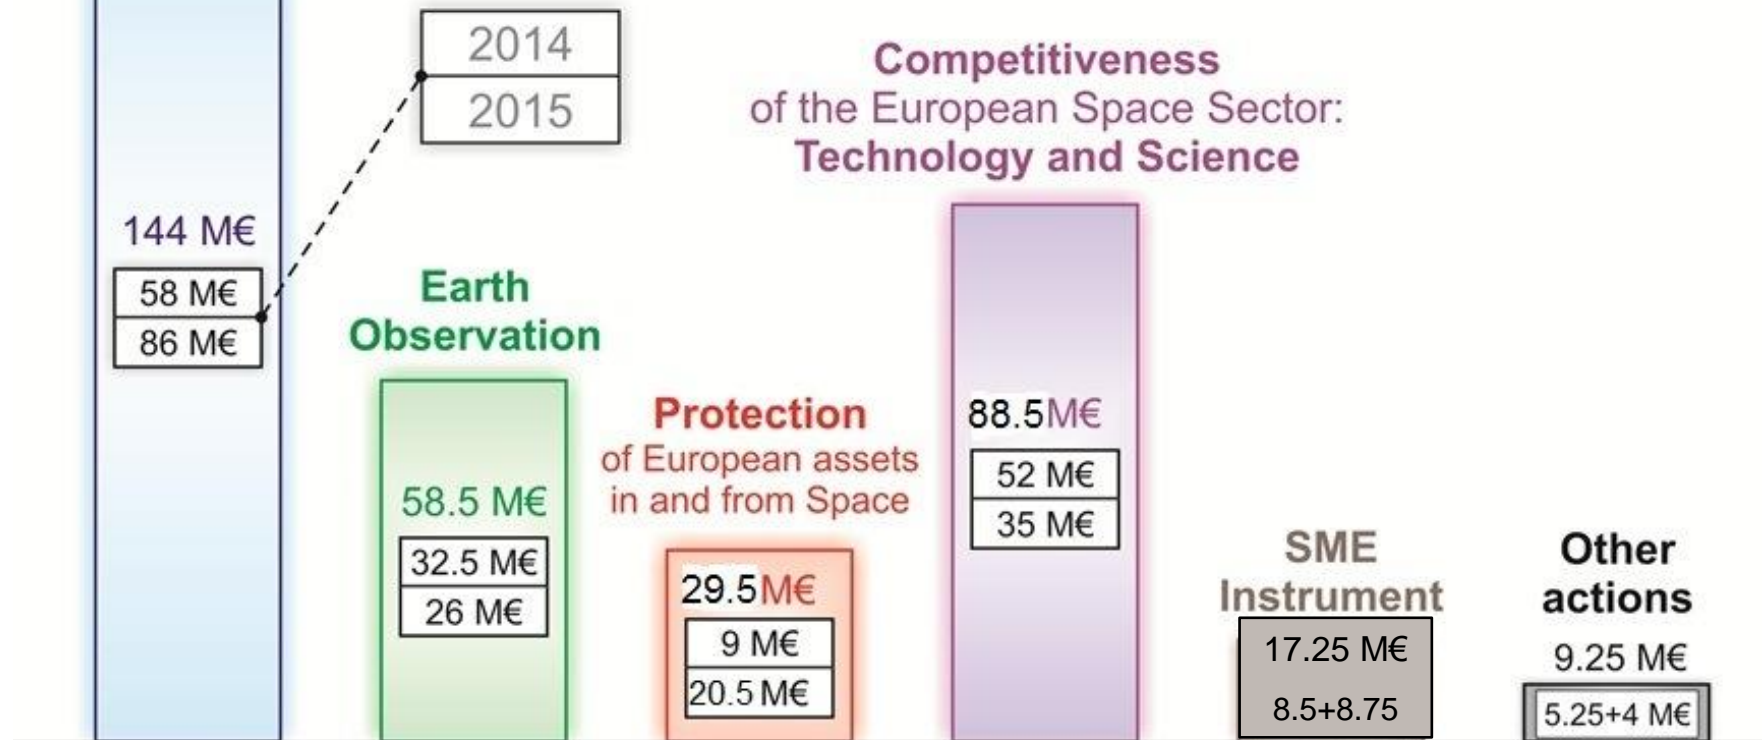 2014
2015
144 M€
58 M€
86 M€
Earth
Observation
58.5 M€
32.5 M€
26 M€
Protection
of European assets
in and from Space
29.5M€
9 M€
20.5 M€
Competitiveness
of the European Space Sector:
Technology and Science
88.5M€
52 M€
35 M€
SME
Instrument
17.25 M€
8.5+8.75
Other
actions
9.25 M€
5.25+4 M€